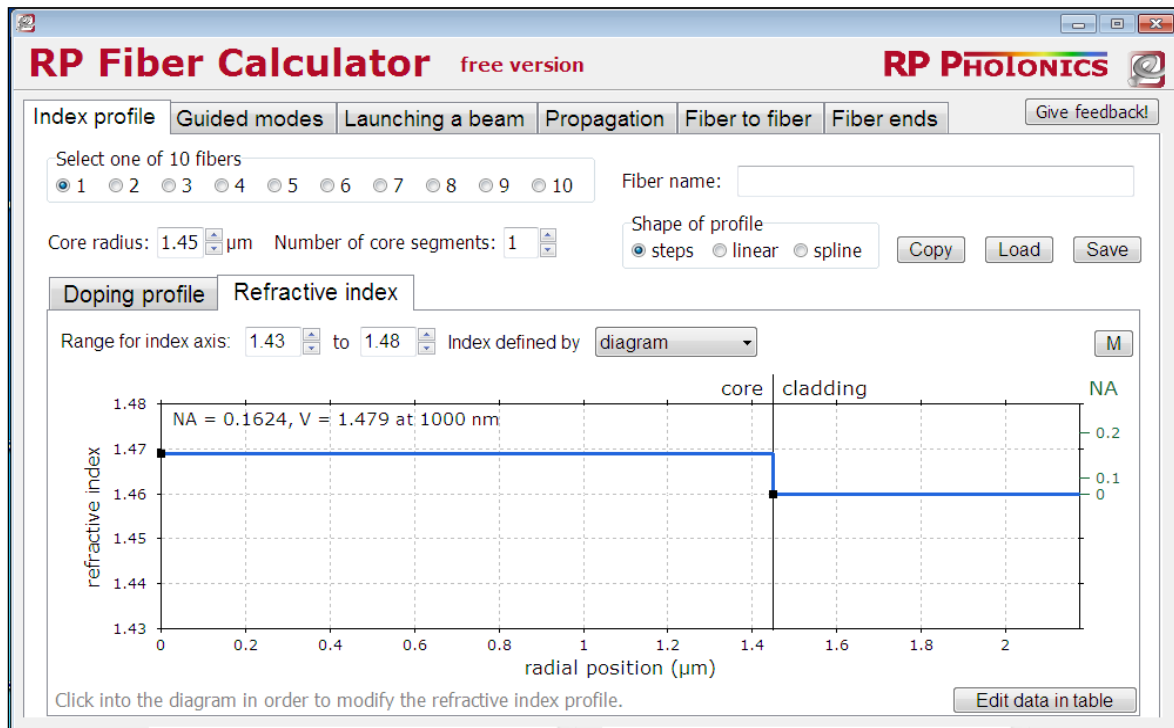 RP Fiber Calculator free version RP PHOTONICS
Index profile Guided modes Launching a beam Propagation Fiber to fiber Fiber ends Give feedback!
Select one of 10 fibers
1 2 3 4 5 6 7 8 9 10 Fiber name:
Shape of profile
Core radius: 1.45 µm Number of core segments: 1 steps linear spline Copy Load Save
Doping profile Refractive index
Range for index axis: 1.43 to 1.48 Index defined by diagram M
core cladding NA
1.48
NA = 0.1624, V = 1.479 at 1000 nm
0.2
1.47
0.1
1.46 0
refractive index
1.45
1.44
1.43
0 0.2 0.4 0.6 0.8 1 1.2 1.4 1.6 1.8 2
radial position (µm)
Click into the diagram in order to modify the refractive index profile. Edit data in table